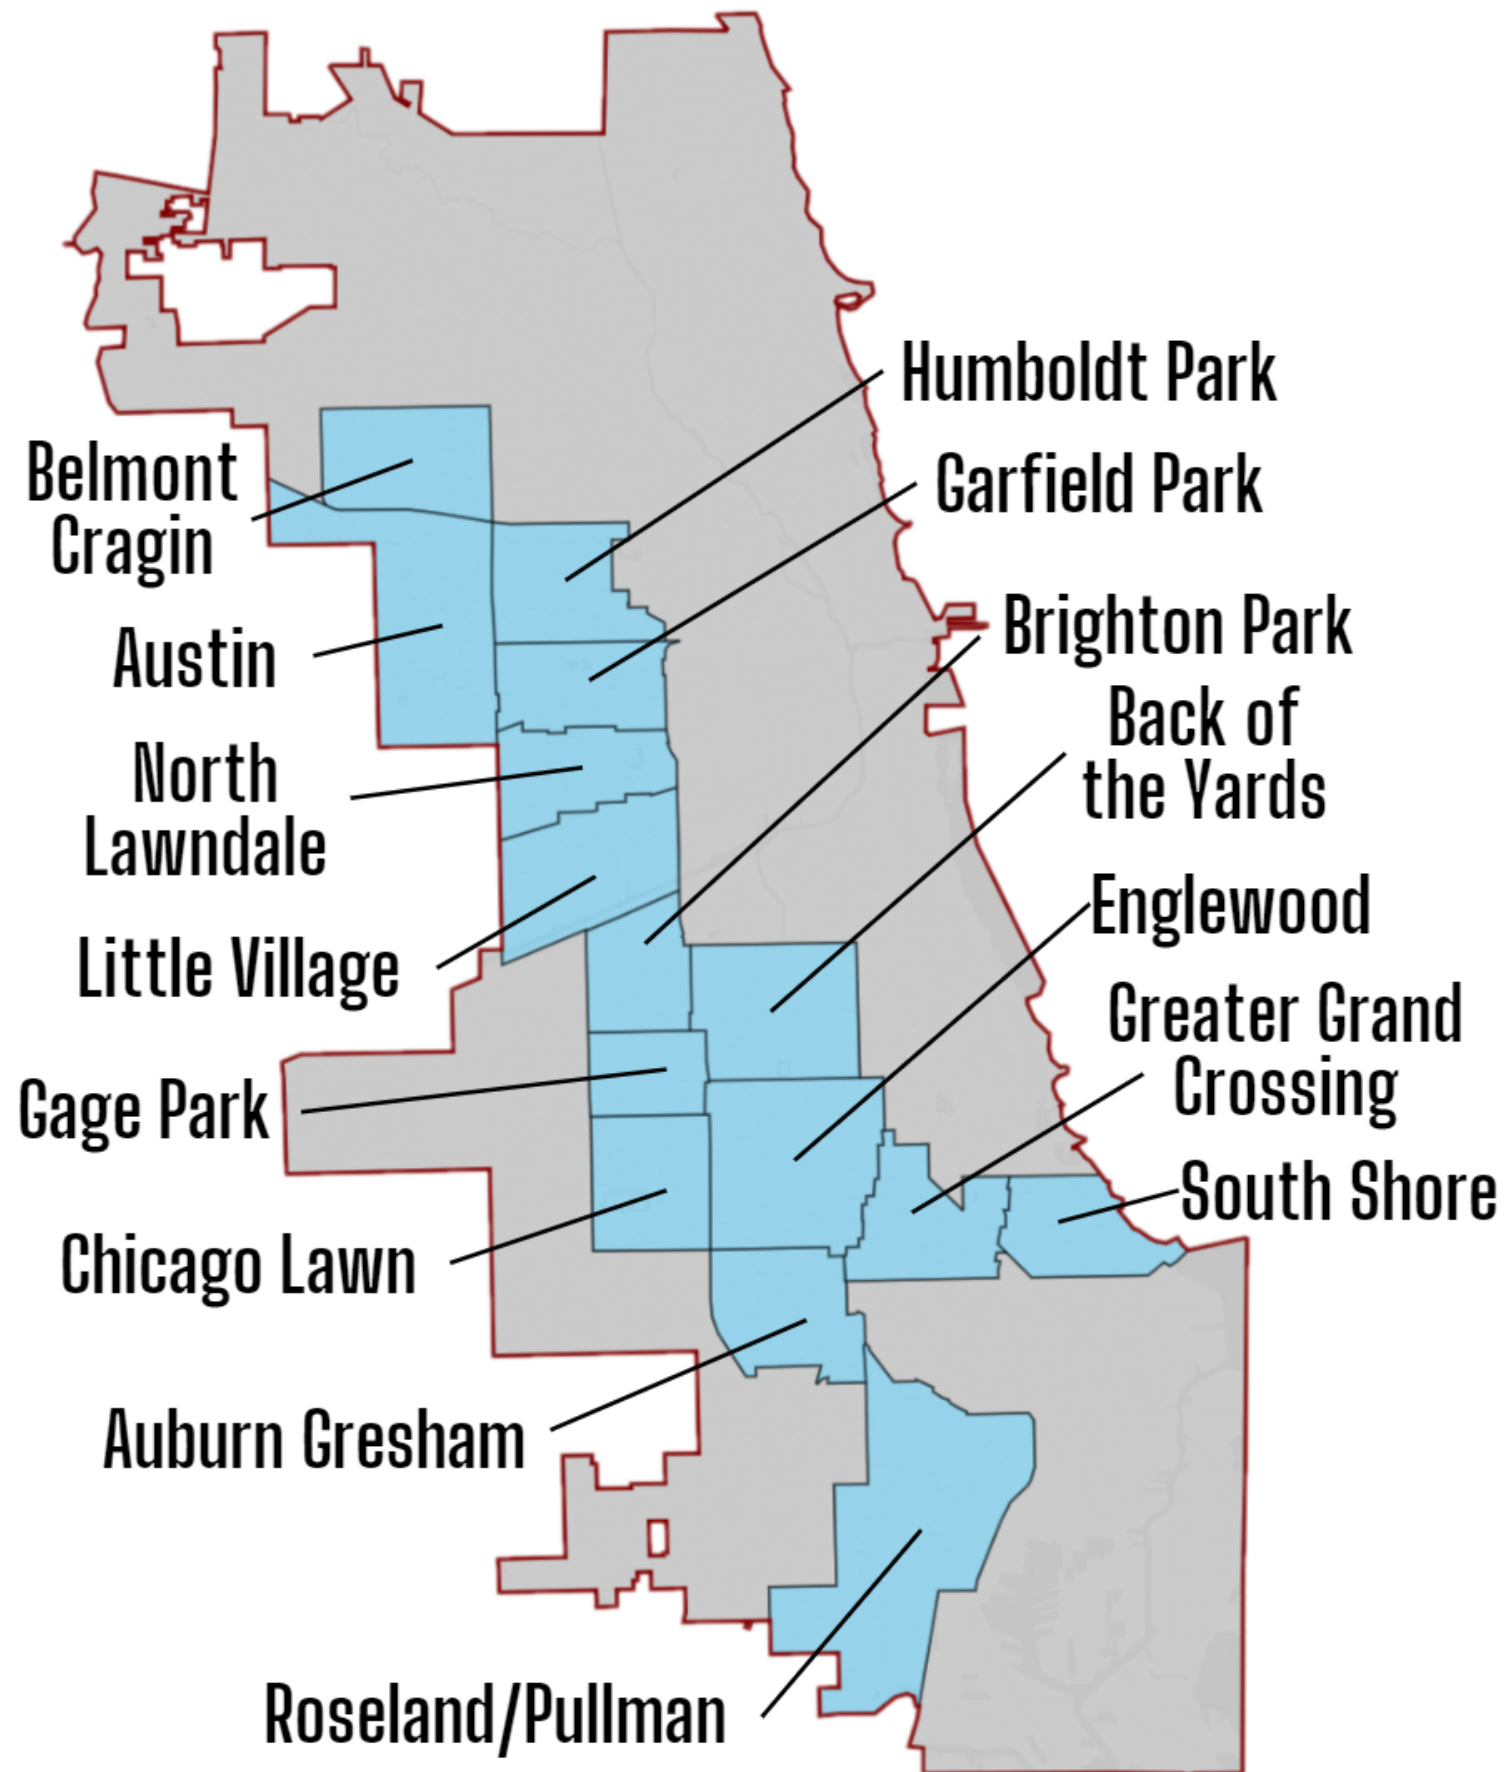 Humboldt Park
Belmont
Cragin
Garfield Park
Brighton Park
Austin
Back of
the Yards
North
Lawndale
Englewood
Little Village
Greater Grand
Crossing
Gage Park
South Shore
Chicago Lawn
Auburn Gresham
Roseland/Pullman